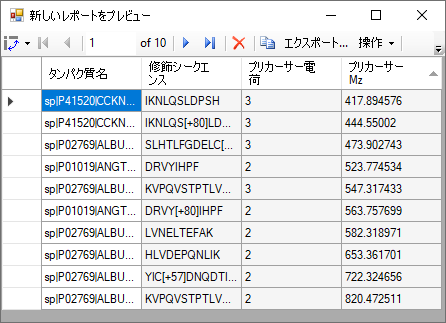 新しいレポートをプレビュー
1 of 10 エクスポート... 操作
タンパク質名 修飾シークエンス プリカーサー電荷 プリカーサー Mz
sp|P41520|CCKN... IKNLQSLDPSH 3 417.894576
sp|P41520|CCKN... IKNLQS[+80]LD... 3 444.55002
sp|P02769|ALBU... SLHTLFGDELC[... 3 473.902743
sp|P01019|ANGT... DRVYIHPF 2 523.774534
sp|P02769|ALBU... KVPQVSTPTLV... 3 547.317433
sp|P01019|ANGT... DRVY[+80]IHPF 2 563.757699
sp|P02769|ALBU... LVNELTEFAK 2 582.318971
sp|P02769|ALBU... HLVDEPQNLIK 2 653.361701
sp|P02769|ALBU... YIC[+57]DNQDTI... 2 722.324656
sp|P02769|ALBU... KVPQVSTPTLV... 2 820.472511